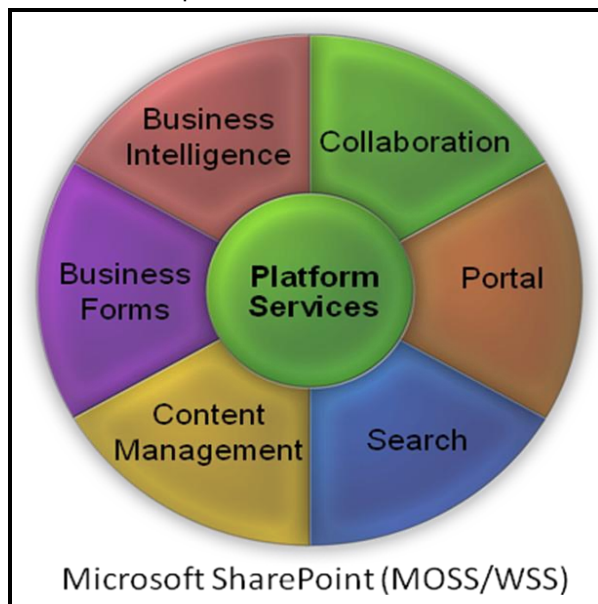 Business
Intelligence
Collaboration
Business
Forms
Platform
Services
Portal
Content
Management
Search
Microsoft SharePoint (MOSS/WSS)